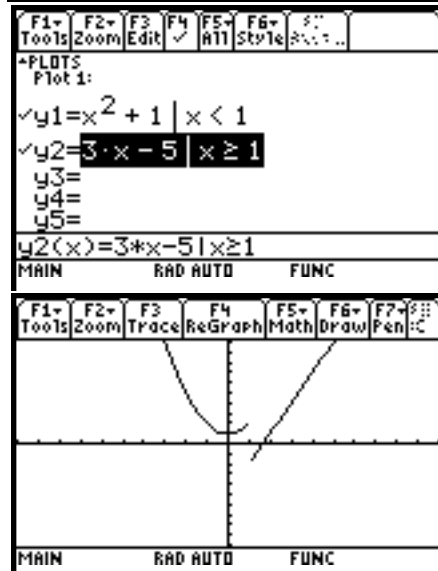 F1▾ F2▾ F3 F4 F5▾ F6▾
Tools Zoom Edit ✓ All Style
▴PLOTS
Plot 1:
✓y1=x² + 1 | x < 1
✓y2=3·x − 5 | x ≥ 1
y3=
y4=
y5=
y2(x)=3*x-5|x≥1
MAIN RAD AUTO FUNC
F1▾ F2▾ F3 F4 F5▾ F6▾ F7▾
Tools Zoom Trace ReGraph Math Draw Pen
MAIN RAD AUTO FUNC